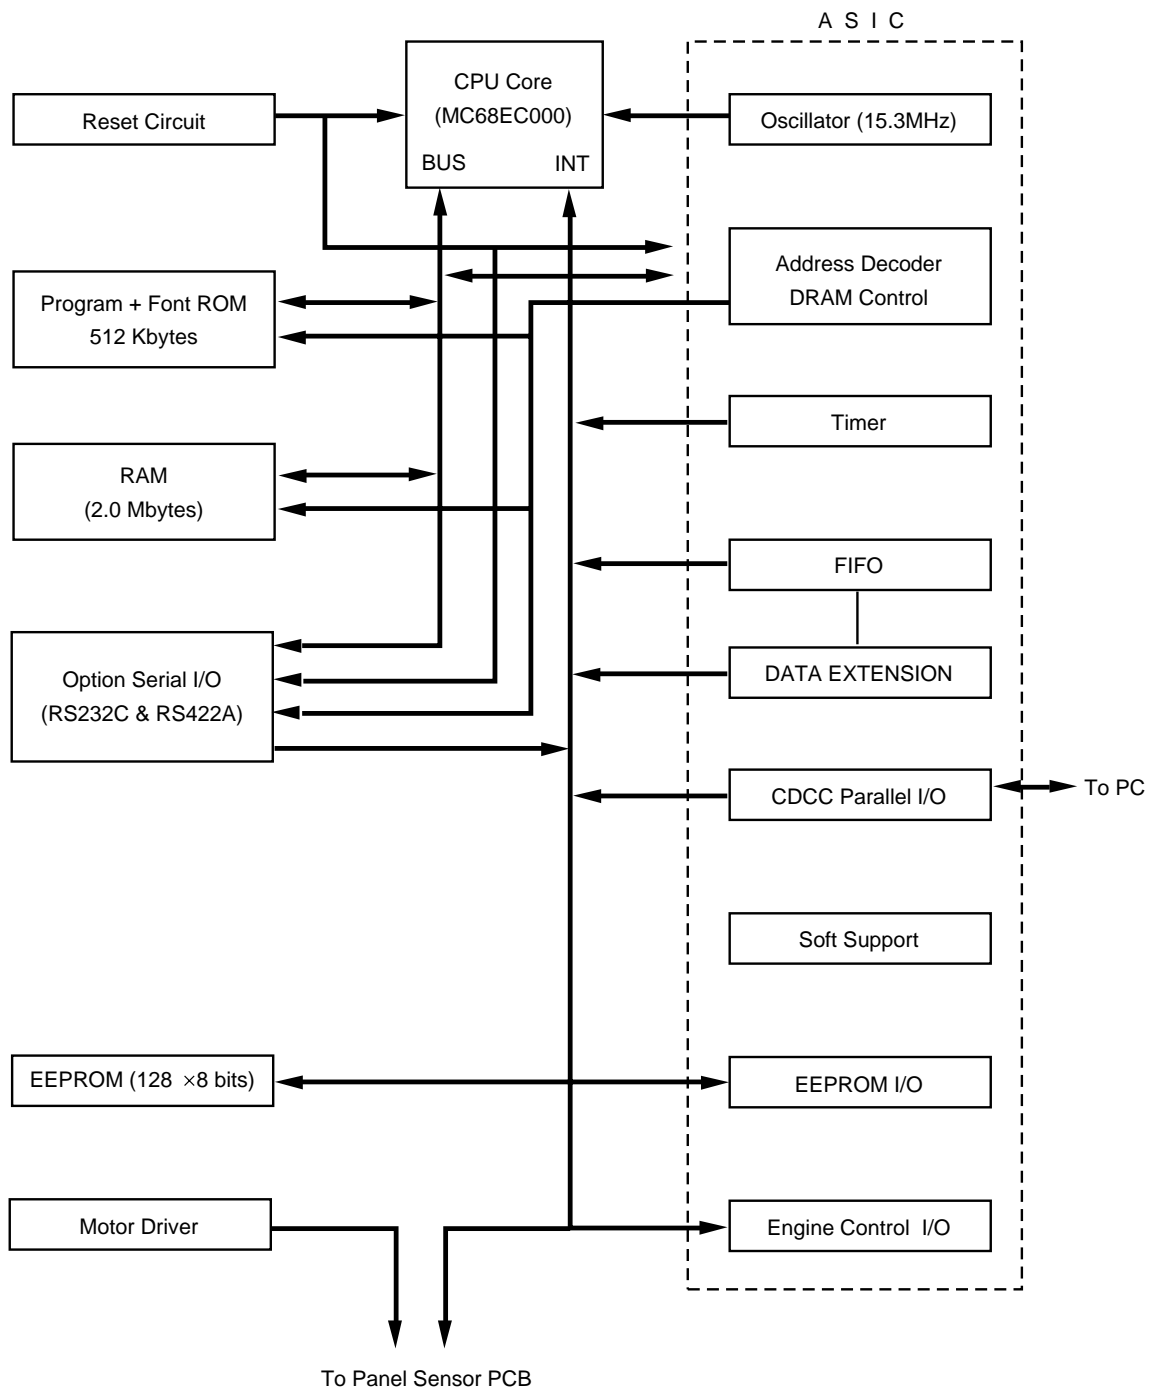 A S I C
CPU Core
(MC68EC000)
BUS INT
Reset Circuit
Oscillator (15.3MHz)
Address Decoder
DRAM Control
Program + Font ROM
512 Kbytes
Timer
RAM
(2.0 Mbytes)
FIFO
Option Serial I/O
(RS232C & RS422A)
DATA EXTENSION
CDCC Parallel I/O
To PC
Soft Support
EEPROM (128 ×8 bits)
EEPROM I/O
Motor Driver
Engine Control I/O
To Panel Sensor PCB